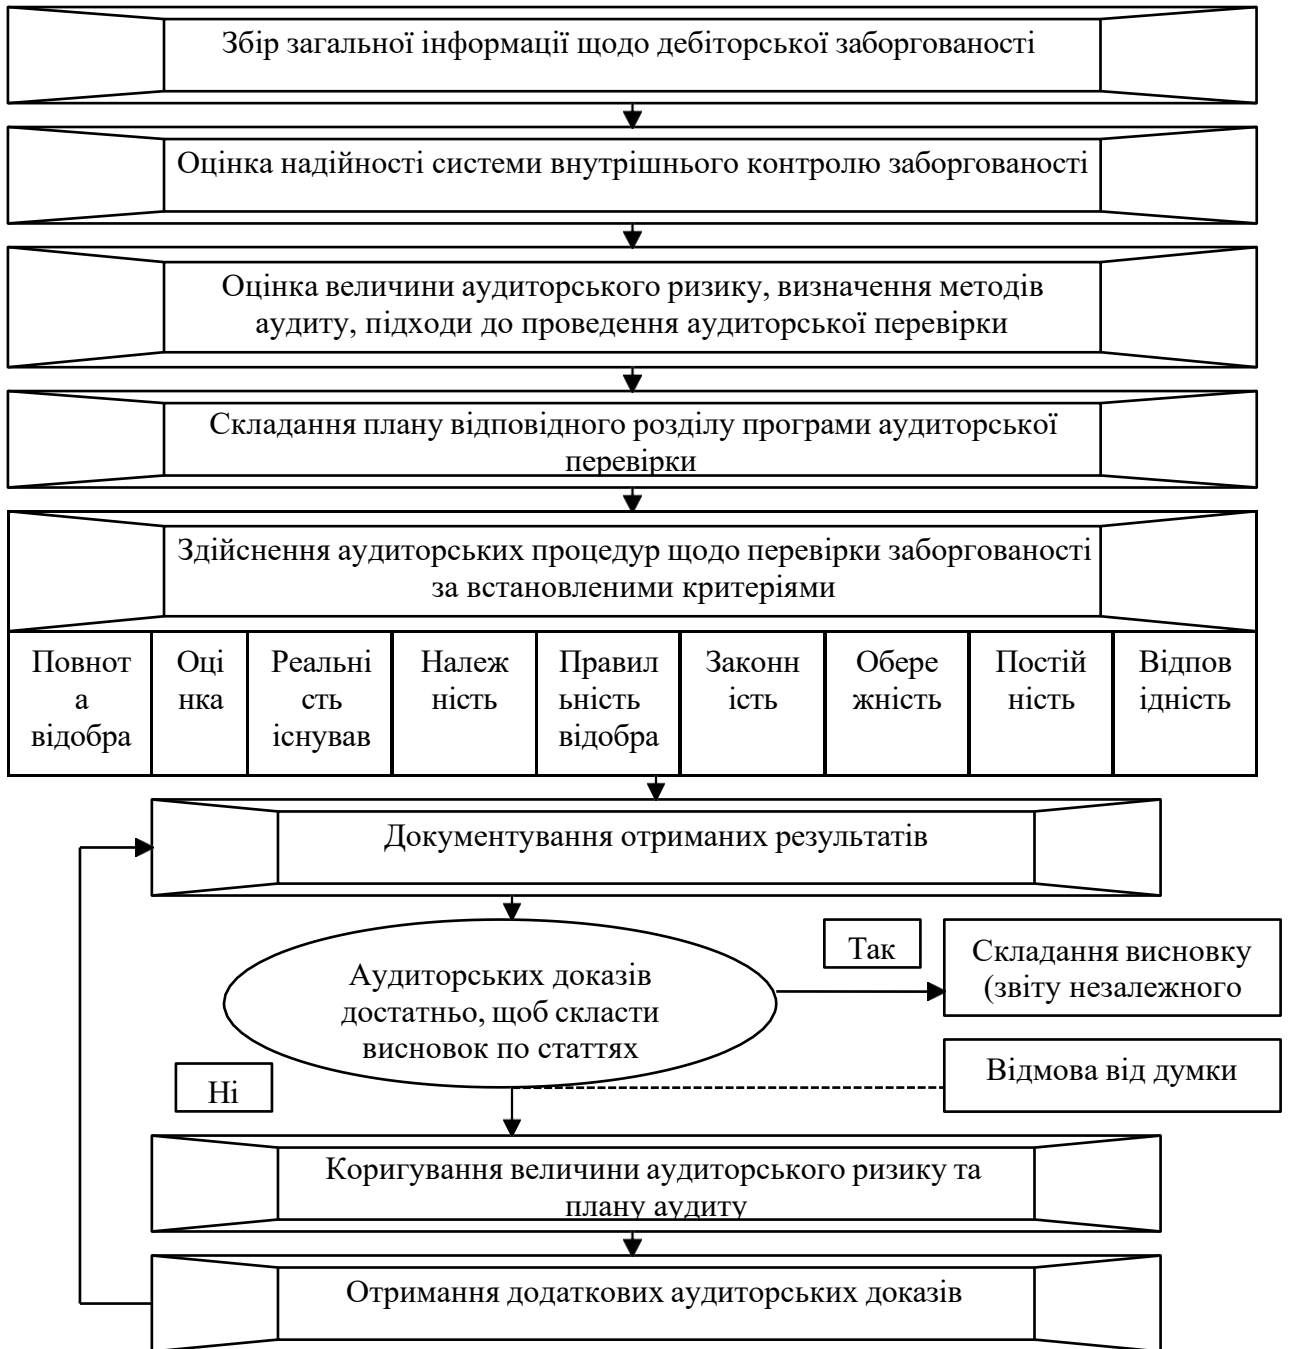 Збір загальної інформації щодо дебіторської заборгованості
Оцінка надійності системи внутрішнього контролю заборгованості
Оцінка величини аудиторського ризику, визначення методів
аудиту, підходи до проведення аудиторської перевірки
Складання плану відповідного розділу програми аудиторської
перевірки
Здійснення аудиторських процедур щодо перевірки заборгованості
за встановленими критеріями
Повнот
а
відобра
Оці
нка
Реальні
сть
існував
Належ
ність
Правил
ьність
відобра
Законн
ість
Обере
жність
Постій
ність
Відпов
ідність
Документування отриманих результатів
Аудиторських доказів
достатньо, щоб скласти
висновок по статтях
Так
Складання висновку
(звіту незалежного
Відмова від думки
Ні
Коригування величини аудиторського ризику та
плану аудиту
Отримання додаткових аудиторських доказів